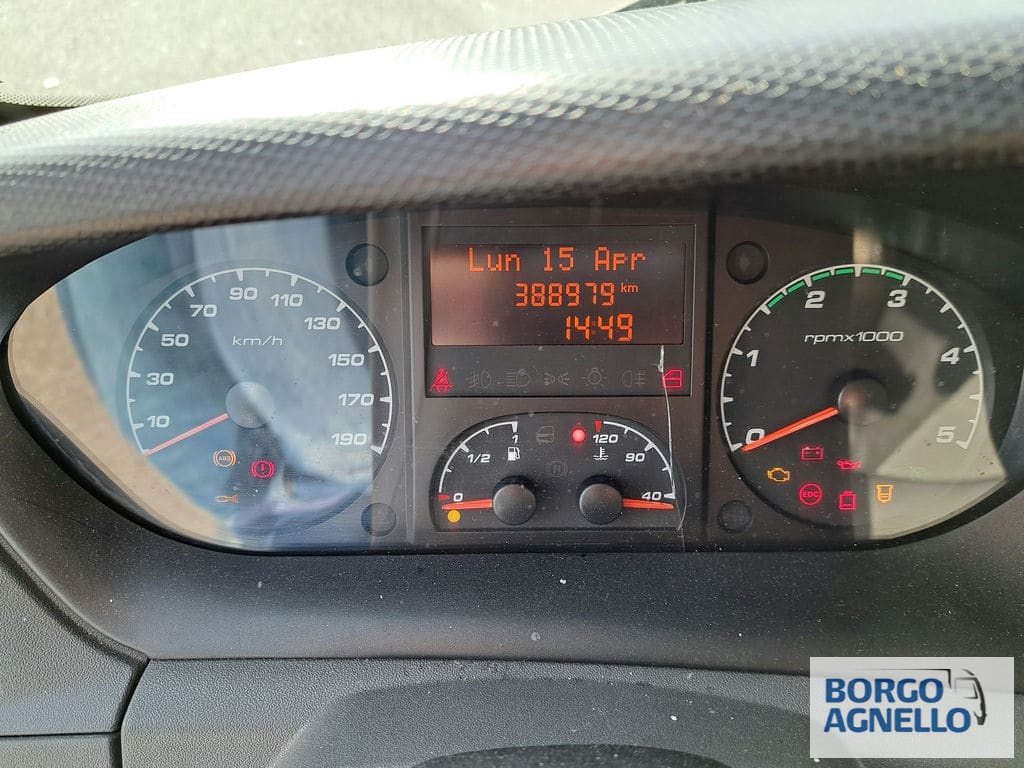 Lun 15 Apr
388979 km
14:49
10 30 50 70 90 110 130 150 170 190
km/h
ABS
0 1/2 1
120 90 40
0 1 2 3 4 5
rpmx1000
EDC
BORGO
AGNELLO